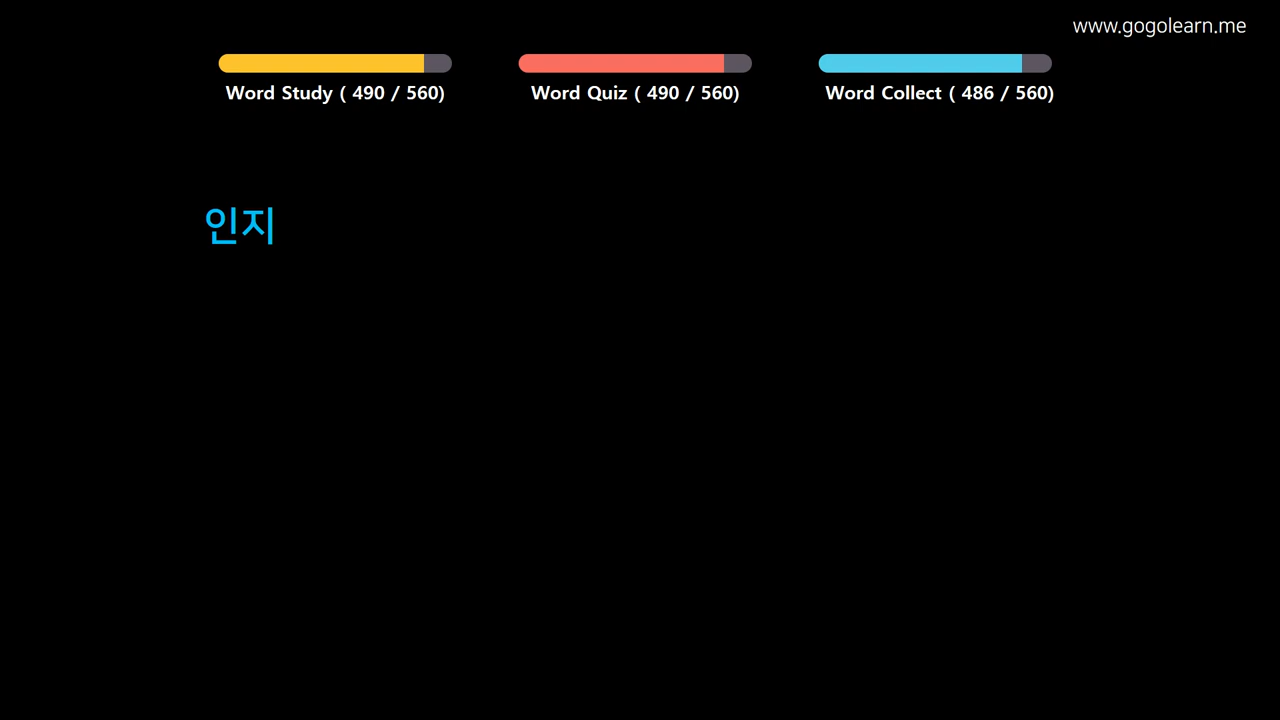 www.gogolearn.me
Word Study ( 490 / 560)
Word Quiz ( 490 / 560)
Word Collect ( 486 / 560)
인지